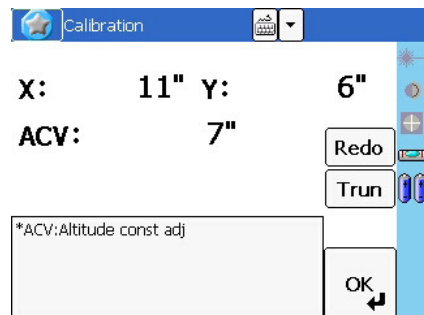 Calibration
X: 11" Y: 6"
ACV: 7"
Redo
Trun
*ACV:Altitude const adj
OK